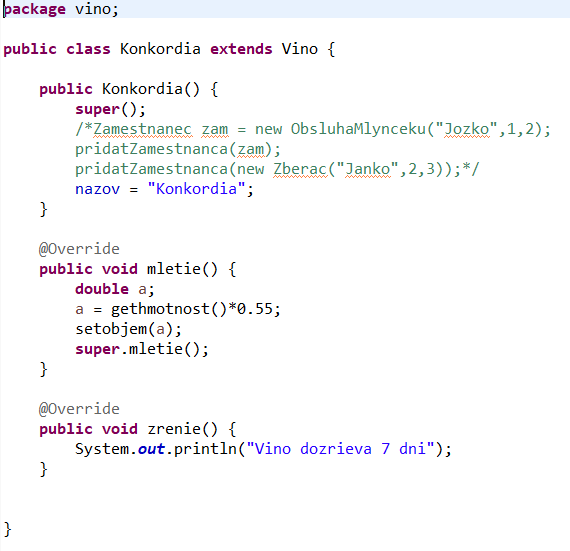 package vino;
public class Konkordia extends Vino {
public Konkordia() {
super();
/*Zamestnanec zam = new ObsluhaMlynceku("Jozko",1,2);
pridatZamestnanca(zam);
pridatZamestnanca(new Zberac("Janko",2,3));*/
nazov = "Konkordia";
}
@Override
public void mletie() {
double a;
a = gethmotnost()*0.55;
setobjem(a);
super.mletie();
}
@Override
public void zrenie() {
System.out.println("Vino dozrieva 7 dni");
}
}